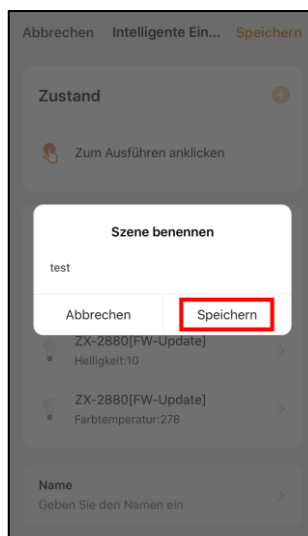 Abbrechen Intelligente Ein... Speichern
Zustand
Zum Ausführen anklicken
Szene benennen
test
Abbrechen Speichern
ZX-2880[FW-Update]
Helligkeit:10
ZX-2880[FW-Update]
Farbtemperatur:278
Name
Geben Sie den Namen ein